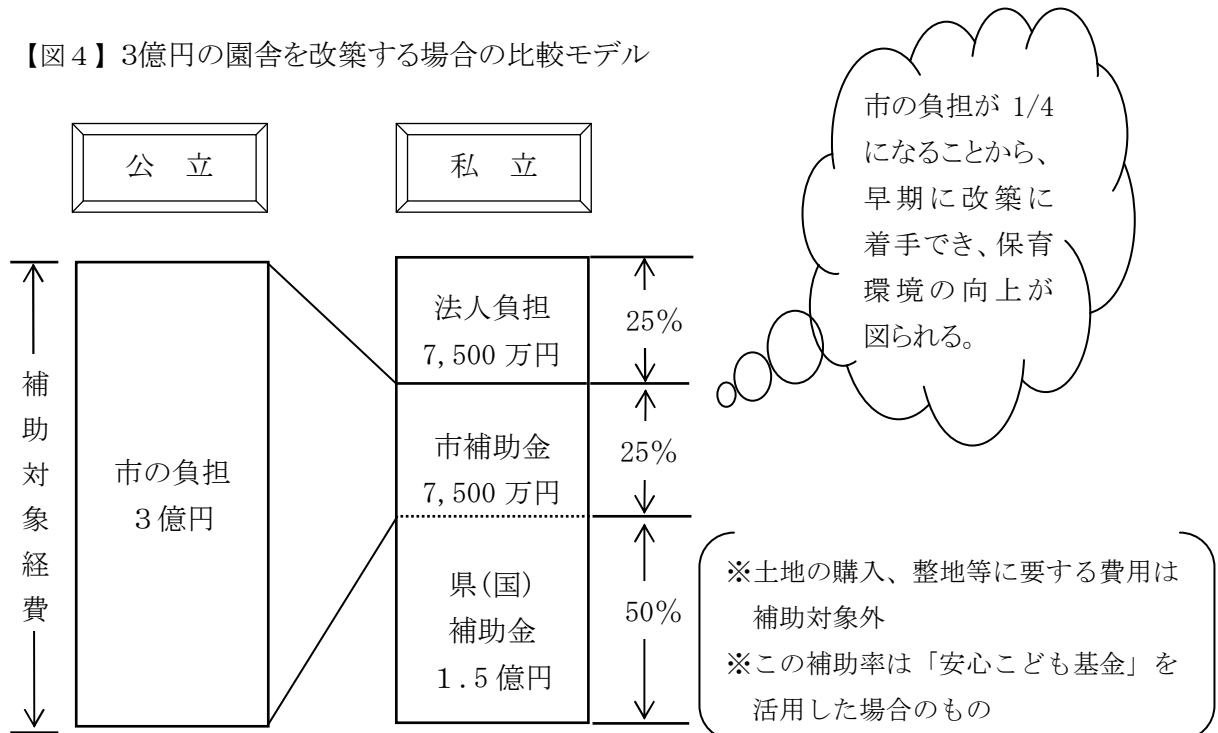 【図４】3億円の園舎を改築する場合の比較モデル
公　立
私　立
市の負担が 1/4
になることから、
早期に改築に
着手でき、保育
環境の向上が
図られる。
補
助
対
象
経
費
市の負担
３億円
法人負担
7,500 万円
25％
市補助金
7,500 万円
25％
県(国)
補助金
１.５億円
50％
※土地の購入、整地等に要する費用は
補助対象外
※この補助率は「安心こども基金」を
活用した場合のもの